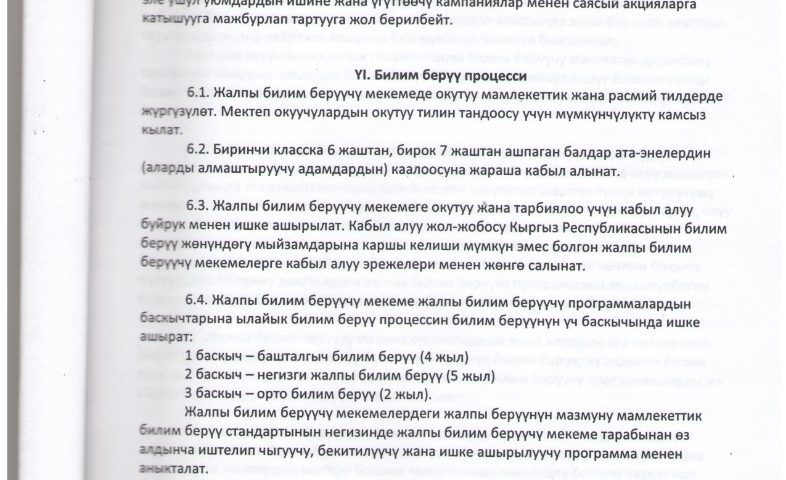 эле ушул уюмдардын ишине жана үгүттөөчү кампаниялар менен саясый акцияларга
катышууга мажбурлап тартууга жол берилбейт.
ҮІ. Билим берүү процесси
6.1. Жалпы билим берүүчү мекемеде окутуу мамлекеттик жана расмий тилдерде
жүргүзүлөт. Мектеп окуучулардын окутуу тилин тандоосу үчүн мүмкүнчүлүктү камсыз
кылат.
6.2. Биринчи класска 6 жаштан, бирок 7 жаштан ашпаган балдар ата-энелердин
(аларды алмаштыруучу адамдардын) каалоосуна жараша кабыл алынат.
6.3. Жалпы билим берүүчү мекемеге окутуу жана тарбиялоо үчүн кабыл алуу
буйрук менен ишке ашырылат. Кабыл алуу жол-жобосу Кыргыз Республикасынын билим
берүү жөнүндөгү мыйзамдарына каршы келиши мүмкүн эмес болгон жалпы билим
берүүчү мекемелерге кабыл алуу эрежелери менен жөнгө салынат.
6.4. Жалпы билим берүүчү мекеме жалпы билим берүүчү программалардын
баскычтарына ылайык билим берүү процессин билим берүүнүн үч баскычында ишке
ашырат:
1 баскыч – башталгыч билим берүү (4 жыл)
2 баскыч – негизги жалпы билим берүү (5 жыл)
3 баскыч – орто билим берүү (2 жыл).
Жалпы билим берүүчү мекемелердеги жалпы берүүнүн мазмуну мамлекеттик
билим берүү стандартынын негизинде жалпы билим берүүчү мекеме тарабынан өз
алдынча иштелип чыгуучу, бекитилүүчү жана ишке ашырылуучу программа менен
аныкталат.